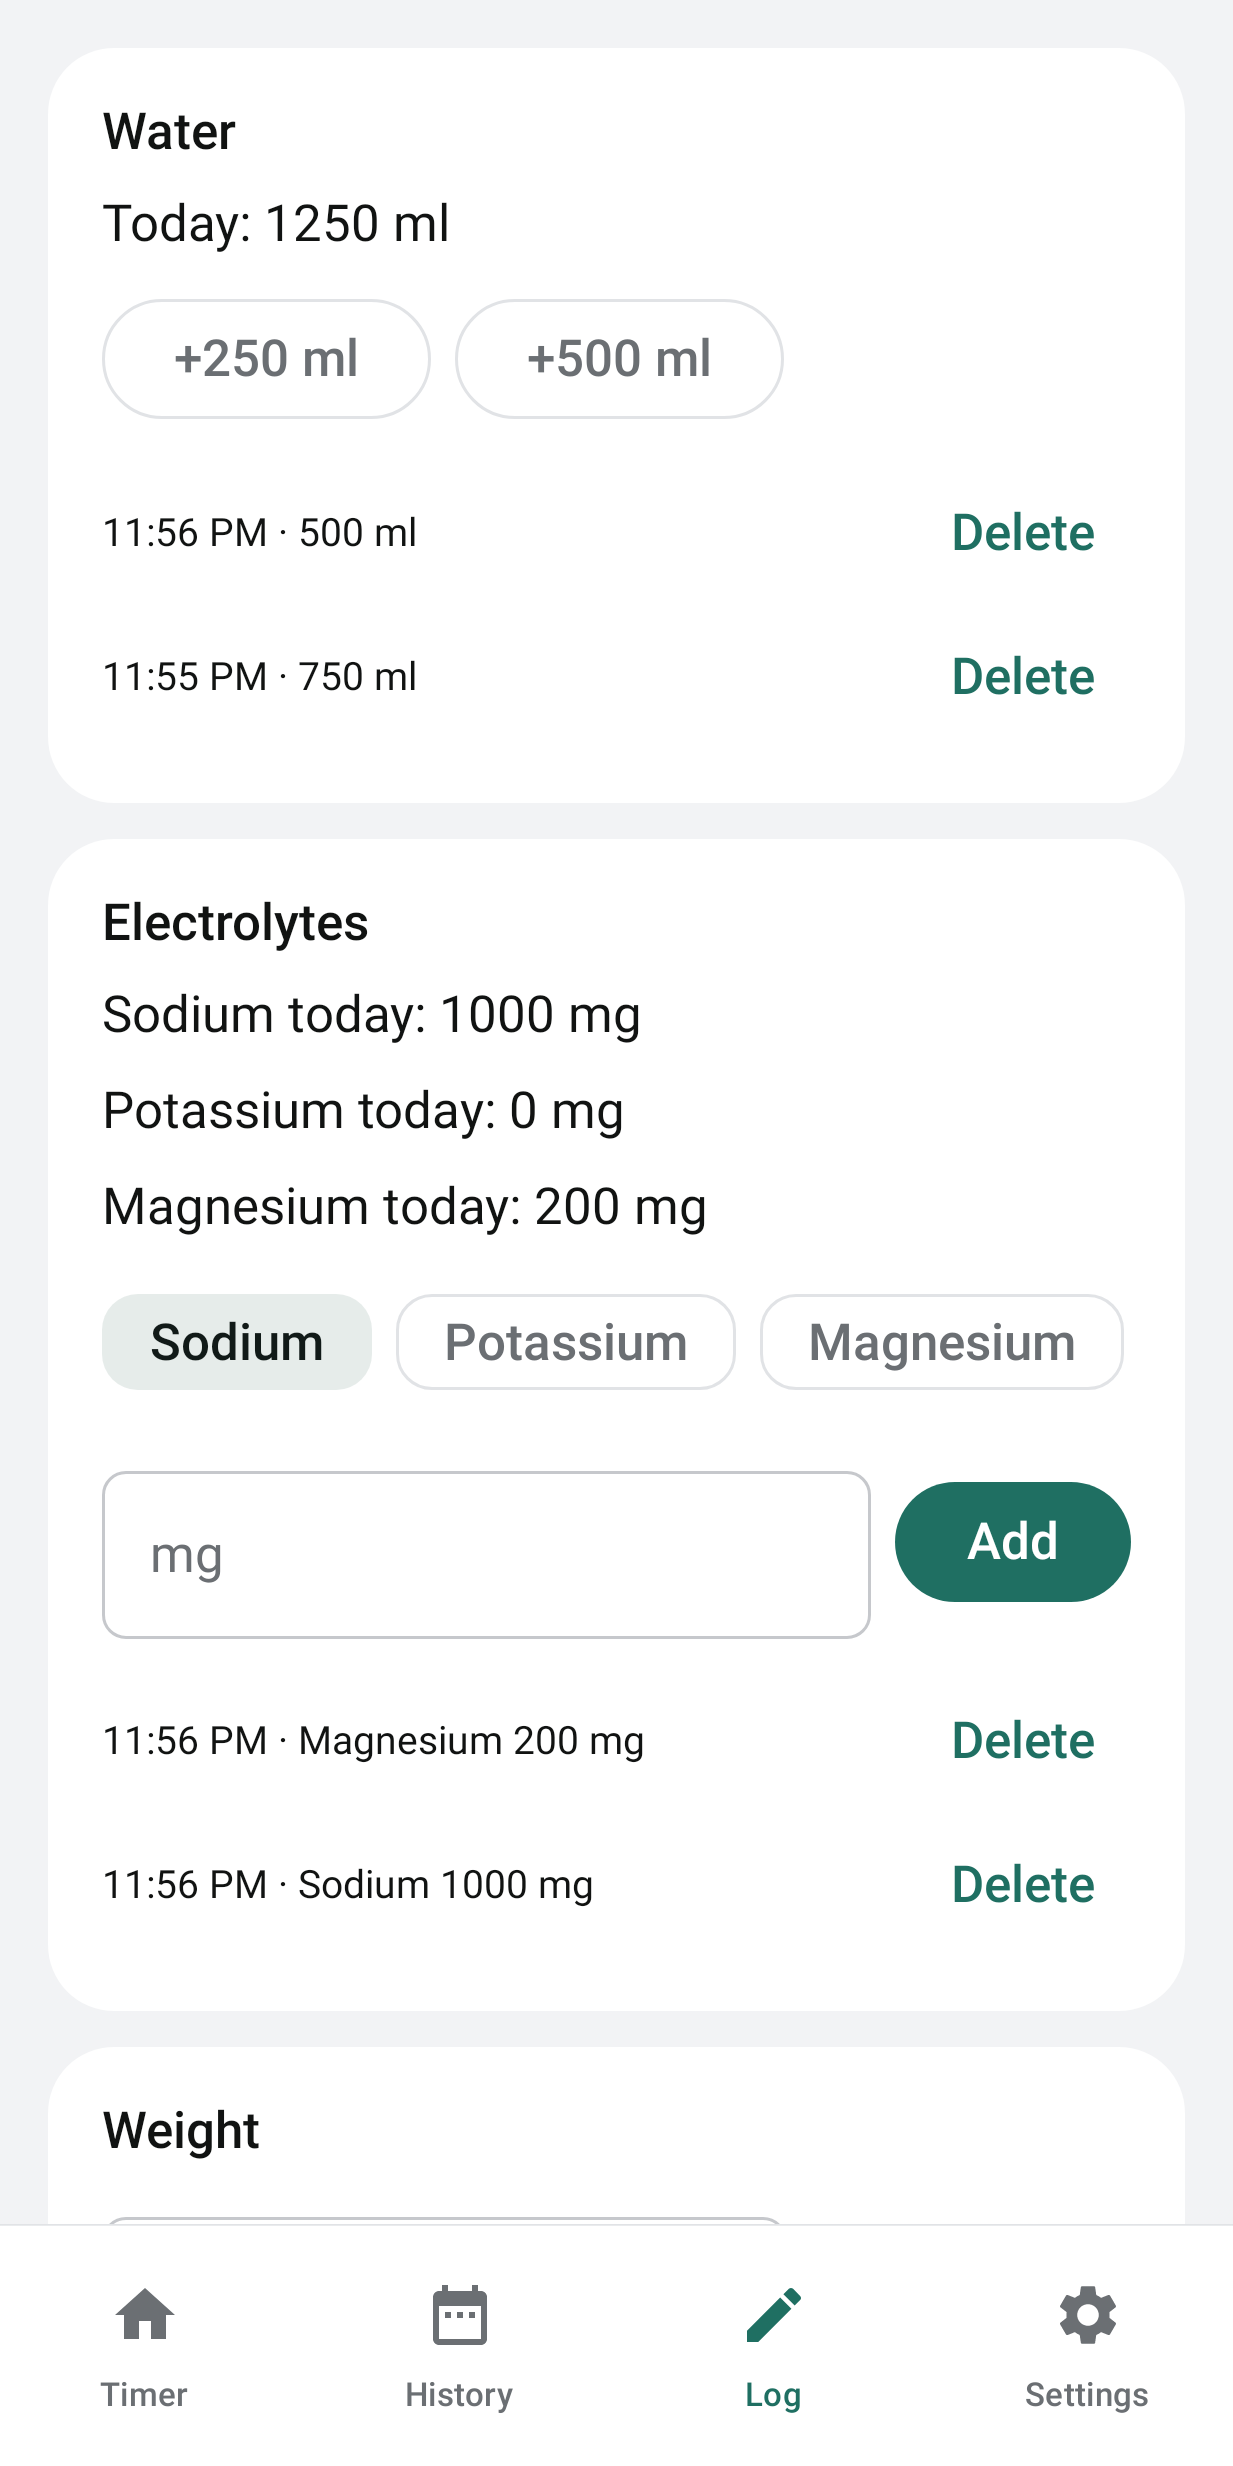 Water
Today: 1250 ml
+250 ml +500 ml
11:56 PM · 500 ml Delete
11:55 PM · 750 ml Delete
Electrolytes
Sodium today: 1000 mg
Potassium today: 0 mg
Magnesium today: 200 mg
Sodium Potassium Magnesium
mg Add
11:56 PM · Magnesium 200 mg Delete
11:56 PM · Sodium 1000 mg Delete
Weight
Timer History Log Settings